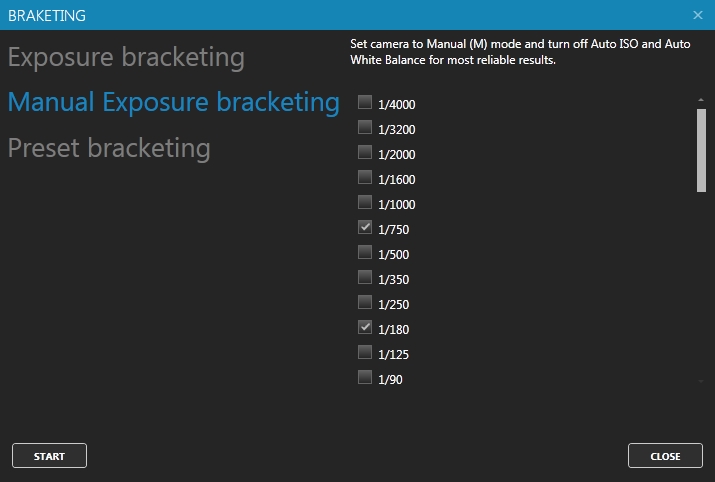 BRAKETING
Exposure bracketing
Manual Exposure bracketing
Preset bracketing
Set camera to Manual (M) mode and turn off Auto ISO and Auto
White Balance for most reliable results.
1/4000
1/3200
1/2000
1/1600
1/1000
1/750
1/500
1/350
1/250
1/180
1/125
1/90
START
CLOSE